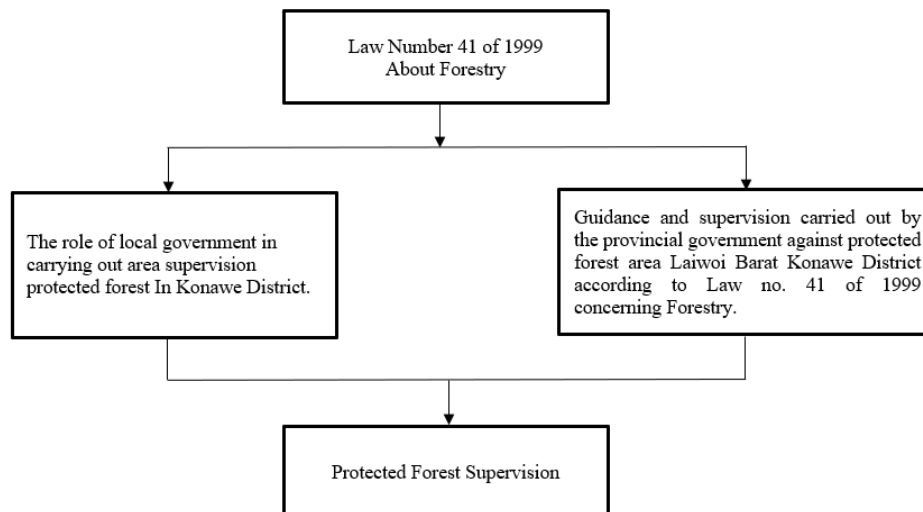 Law Number 41 of 1999
About Forestry
The role of local government in
carrying out area supervision
protected forest In Konawe District.
Guidance and supervision carried out by
the provincial government against protected
forest area Laiwoi Barat Konawe District
according to Law no. 41 of 1999
concerning Forestry.
Protected Forest Supervision